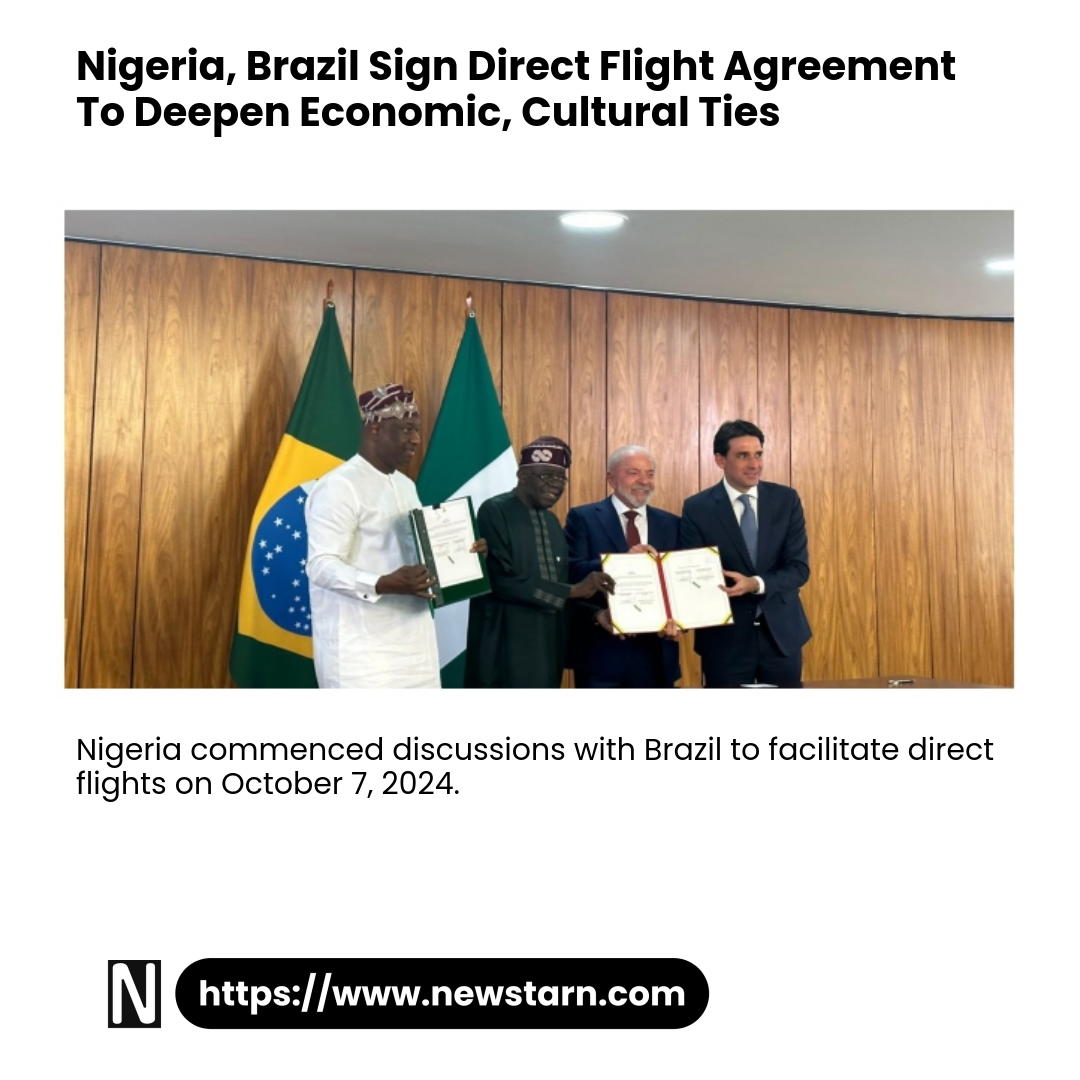 Nigeria, Brazil Sign Direct Flight Agreement
To Deepen Economic, Cultural Ties
Nigeria commenced discussions with Brazil to facilitate direct
flights on October 7, 2024.
N
https://www.newstarn.com